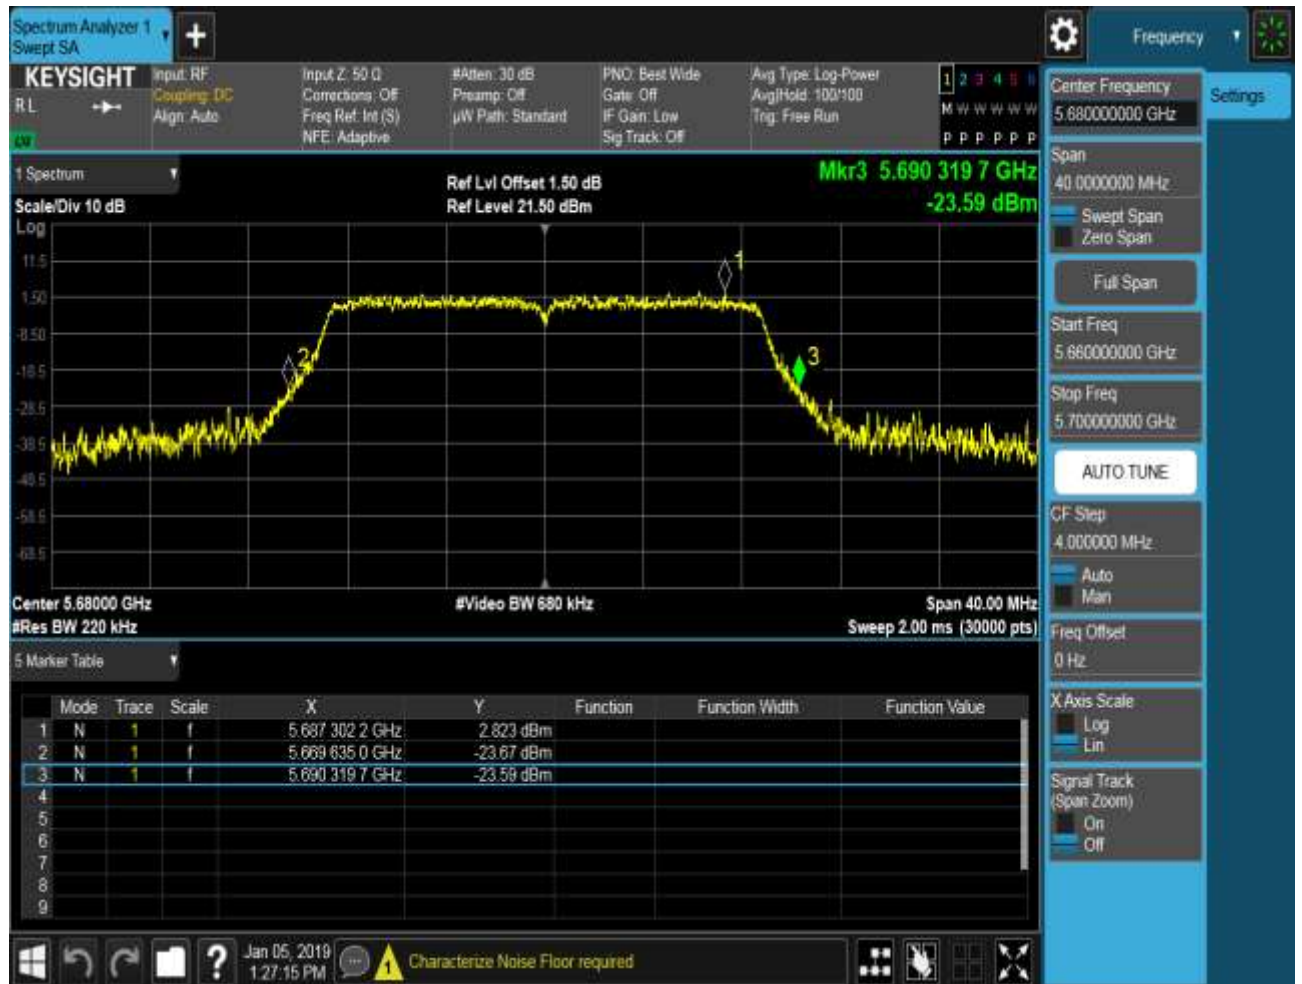 Spectrum Analyzer 1
Swept SA
Frequency
KEYSIGHT
R L
Input: RF
Coupling: DC
Align: Auto
Input Z: 50 Ω
Corrections: Off
Freq Ref: Int (S)
NFE: Adaptive
#Atten: 30 dB
Preamp: Off
µW Path: Standard
PNO: Best Wide
Gate: Off
IF Gain: Low
Sig Track: Off
Avg Type: Log-Power
Avg|Hold: 100/100
Trig: Free Run
1 2 3 4 5 6
M W W W W W
P P P P P P
1 Spectrum
Scale/Div 10 dB
Ref Lvl Offset 1.50 dB
Ref Level 21.50 dBm
Mkr3 5.690 319 7 GHz
-23.59 dBm
Log
11.5
1.50
-8.50
-18.5
-28.5
-38.5
-48.5
-58.5
-68.5
1
2
3
Center 5.68000 GHz
#Video BW 680 kHz
Span 40.00 MHz
#Res BW 220 kHz
Sweep 2.00 ms (30000 pts)
5 Marker Table
Mode Trace Scale X Y Function Function Width Function Value
1 N 1 f 5.687 302 2 GHz 2.823 dBm
2 N 1 f 5.669 635 0 GHz -23.67 dBm
3 N 1 f 5.690 319 7 GHz -23.59 dBm
4
5
6
7
8
9
Jan 05, 2019
1:27:15 PM
Characterize Noise Floor required
Settings
Center Frequency
5.680000000 GHz
Span
40.0000000 MHz
Swept Span
Zero Span
Full Span
Start Freq
5.660000000 GHz
Stop Freq
5.700000000 GHz
AUTO TUNE
CF Step
4.000000 MHz
Auto
Man
Freq Offset
0 Hz
X Axis Scale
Log
Lin
Signal Track
(Span Zoom)
On
Off